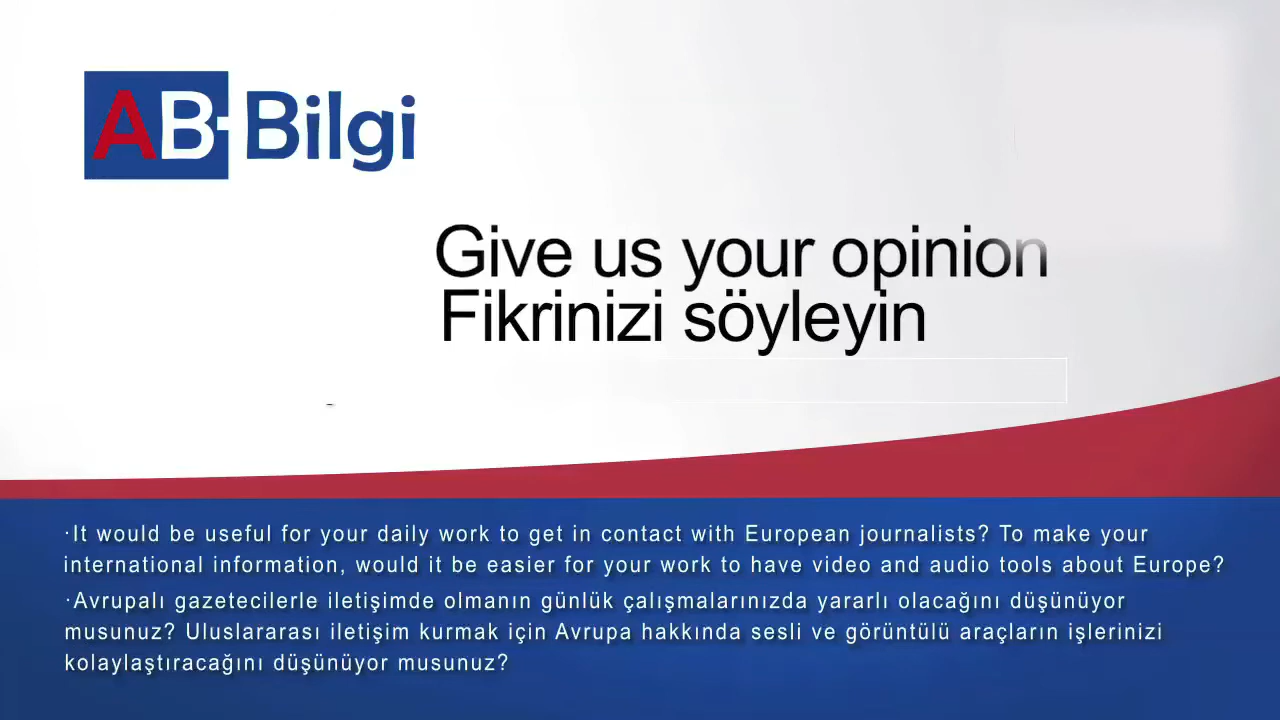 AB Bilgi
Give us your opinion
Fikrinizi söyleyin
·It would be useful for your daily work to get in contact with European journalists? To make your
international information, would it be easier for your work to have video and audio tools about Europe?
·Avrupalı gazetecilerle iletişimde olmanın günlük çalışmalarınızda yararlı olacağını düşünüyor
musunuz? Uluslararası iletişim kurmak için Avrupa hakkında sesli ve görüntülü araçların işlerinizi
kolaylaştıracağını düşünüyor musunuz?